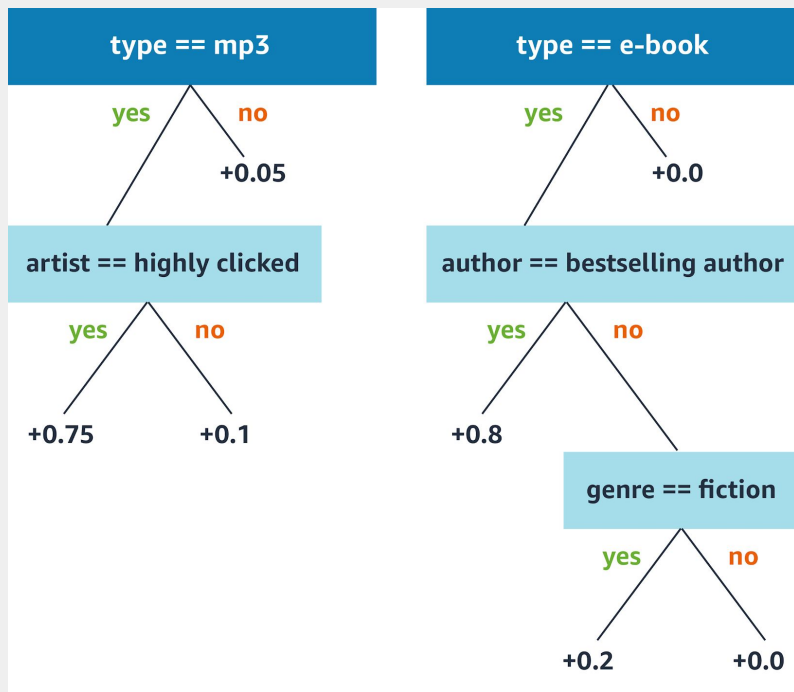 type == mp3
yes
no
+0.05
artist == highly clicked
yes
no
+0.75
+0.1
type == e-book
yes
no
+0.0
author == bestselling author
yes
no
+0.8
genre == fiction
yes
no
+0.2
+0.0